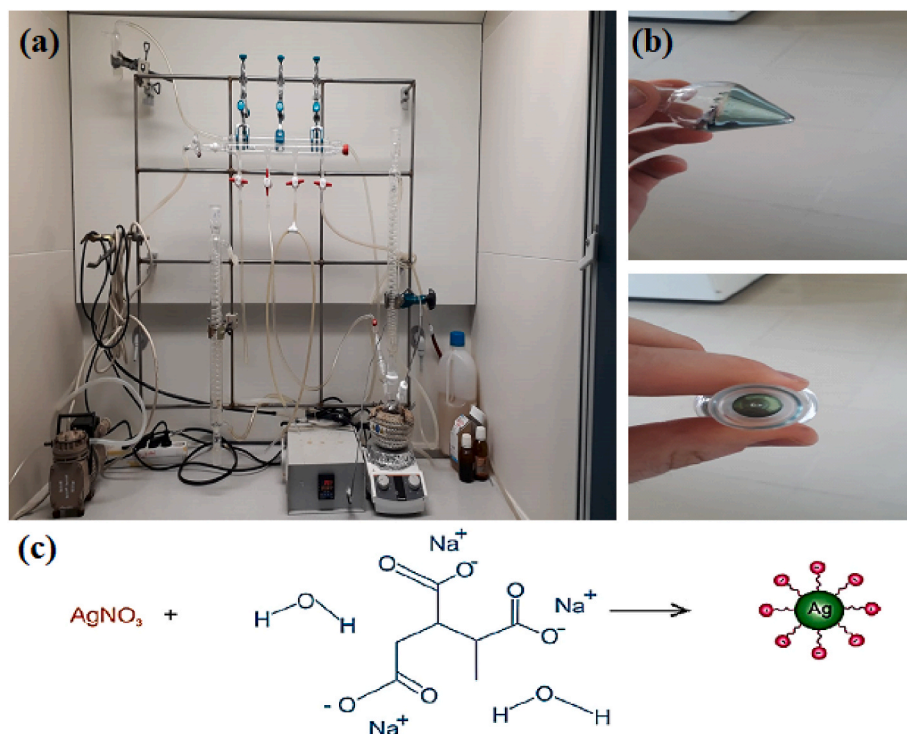 (a)
(b)
(c)
AgNO₃ +
Na⁺
O
O⁻
O
O⁻
Na⁺
H O H
⁻ O
O
Na⁺
H O H
Ag